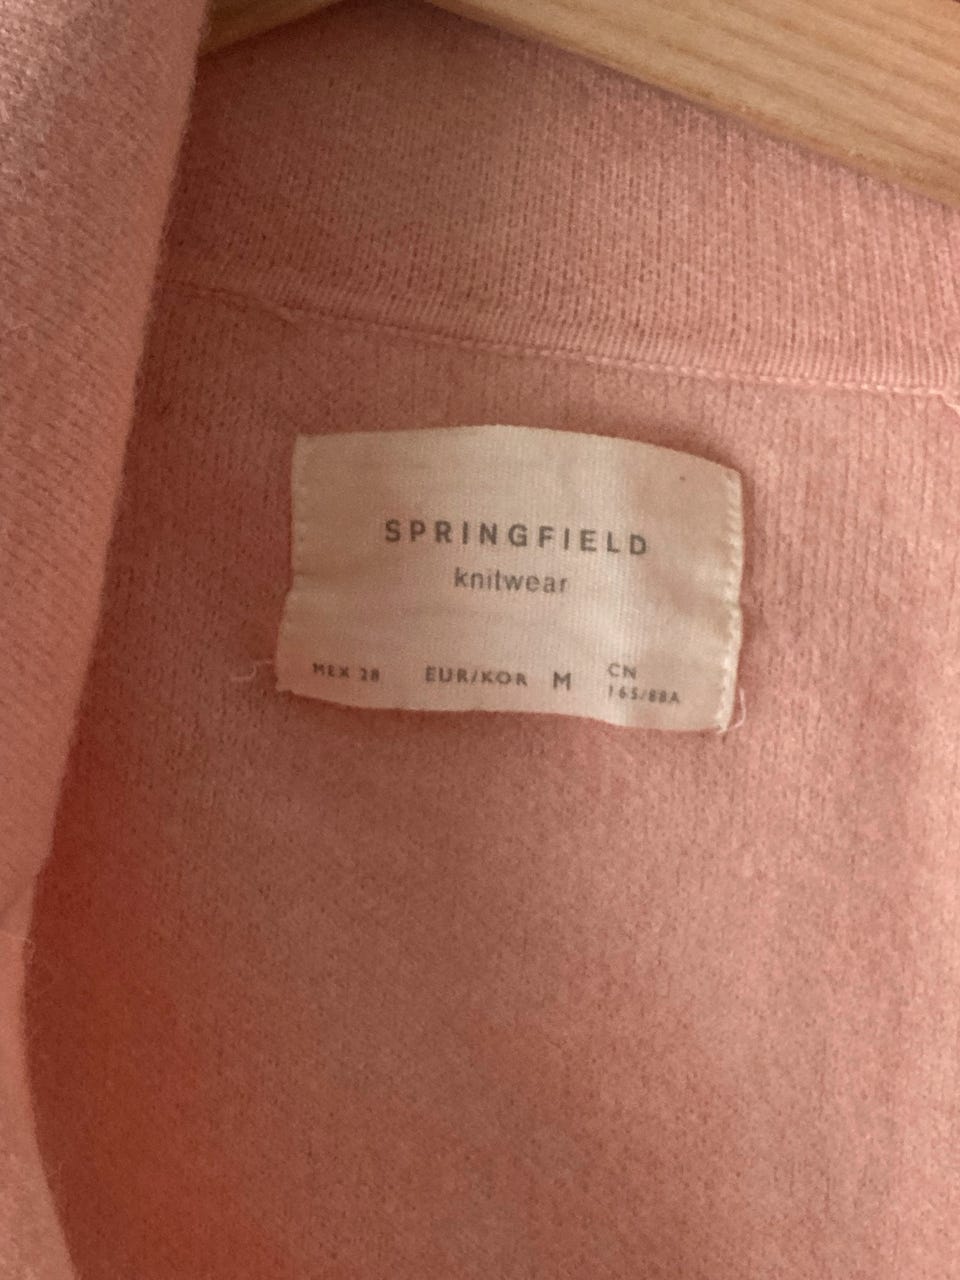 SPRINGFIELD
knitwear
MEX 28 EUR/KOR M CN
165/88A